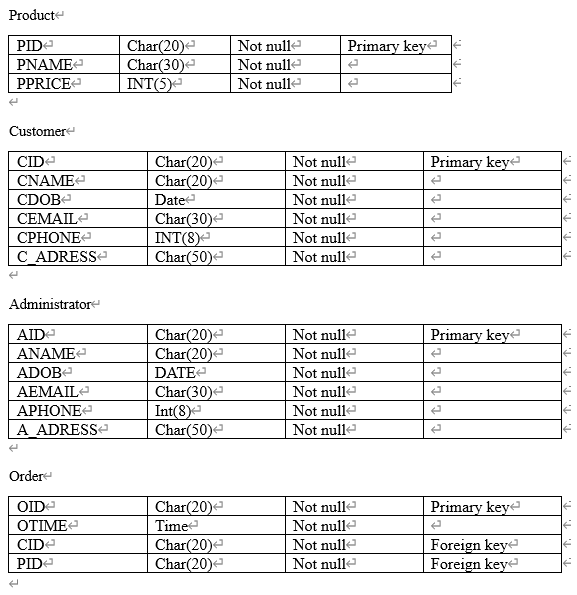 Product
PID Char(20) Not null Primary key
PNAME Char(30) Not null
PPRICE INT(5) Not null
Customer
CID Char(20) Not null Primary key
CNAME Char(20) Not null
CDOB Date Not null
CEMAIL Char(30) Not null
CPHONE INT(8) Not null
C_ADRESS Char(50) Not null
Administrator
AID Char(20) Not null Primary key
ANAME Char(20) Not null
ADOB DATE Not null
AEMAIL Char(30) Not null
APHONE Int(8) Not null
A_ADRESS Char(50) Not null
Order
OID Char(20) Not null Primary key
OTIME Time Not null
CID Char(20) Not null Foreign key
PID Char(20) Not null Foreign key